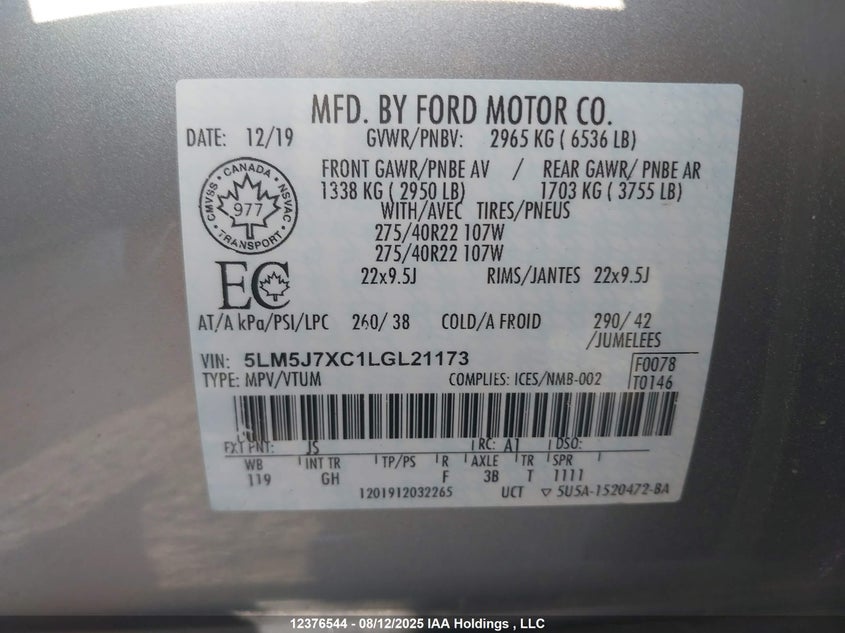 MFD. BY FORD MOTOR CO.
DATE: 12/19 GVWR/PNBV: 2965 KG ( 6536 LB)
FRONT GAWR/PNBE AV / REAR GAWR/ PNBE AR
1338 KG ( 2950 LB) 1703 KG ( 3755 LB)
WITH/AVEC TIRES/PNEUS
275/40R22 107W
275/40R22 107W
22x9.5J RIMS/JANTES 22x9.5J
CMVSS · CANADA · NSVAC
977
TRANSPORT
EC
AT/A kPa/PSI/LPC 260/ 38 COLD/A FROID 290/ 42
/JUMELEES
VIN: 5LM5J7XC1LGL21173 F0078
TYPE: MPV/VTUM COMPLIES: ICES/NMB-002 T0146
EXT PNT: JS RC: A1 DSO:
WB INT TR TP/PS R AXLE TR SPR
119 GH F 3B T 1111
1201912032265 UCT ▽ 5U5A-1520472-BA
12376544 - 08/12/2025 IAA Holdings , LLC